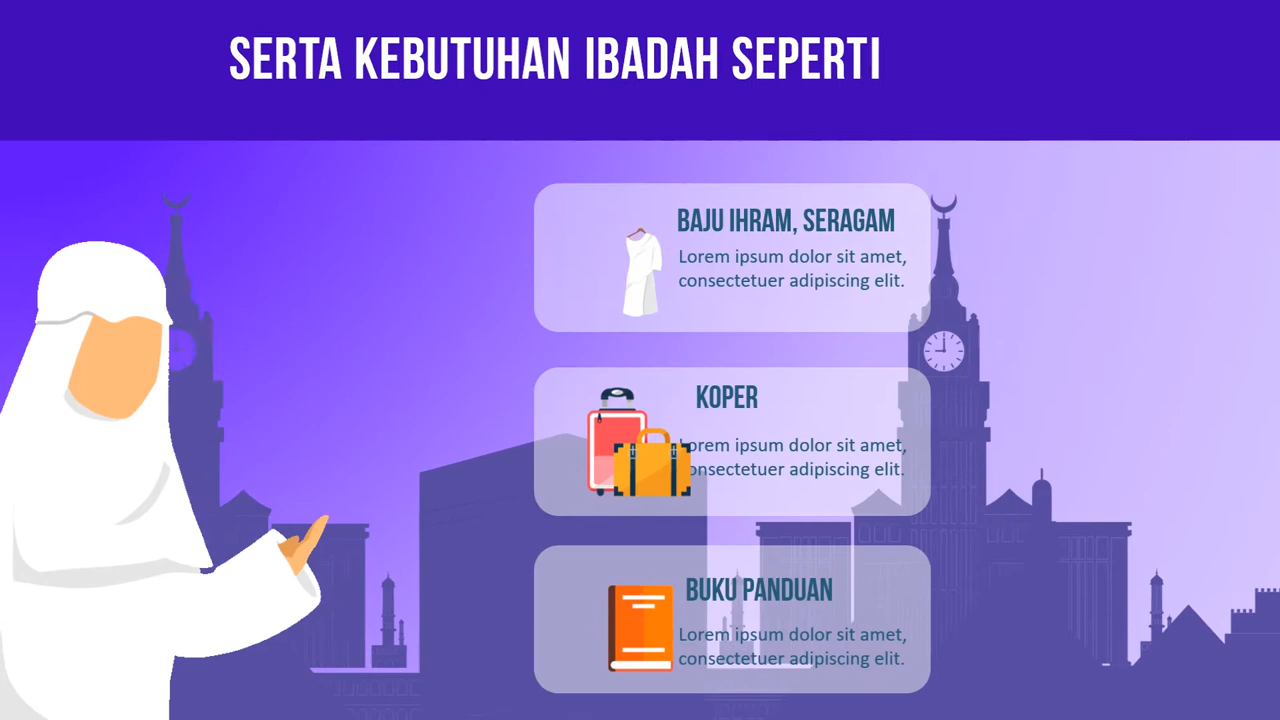 SERTA KEBUTUHAN IBADAH SEPERTI
BAJU IHRAM, SERAGAM
Lorem ipsum dolor sit amet,
consectetuer adipiscing elit.
KOPER
Lorem ipsum dolor sit amet,
consectetuer adipiscing elit.
BUKU PANDUAN
Lorem ipsum dolor sit amet,
consectetuer adipiscing elit.